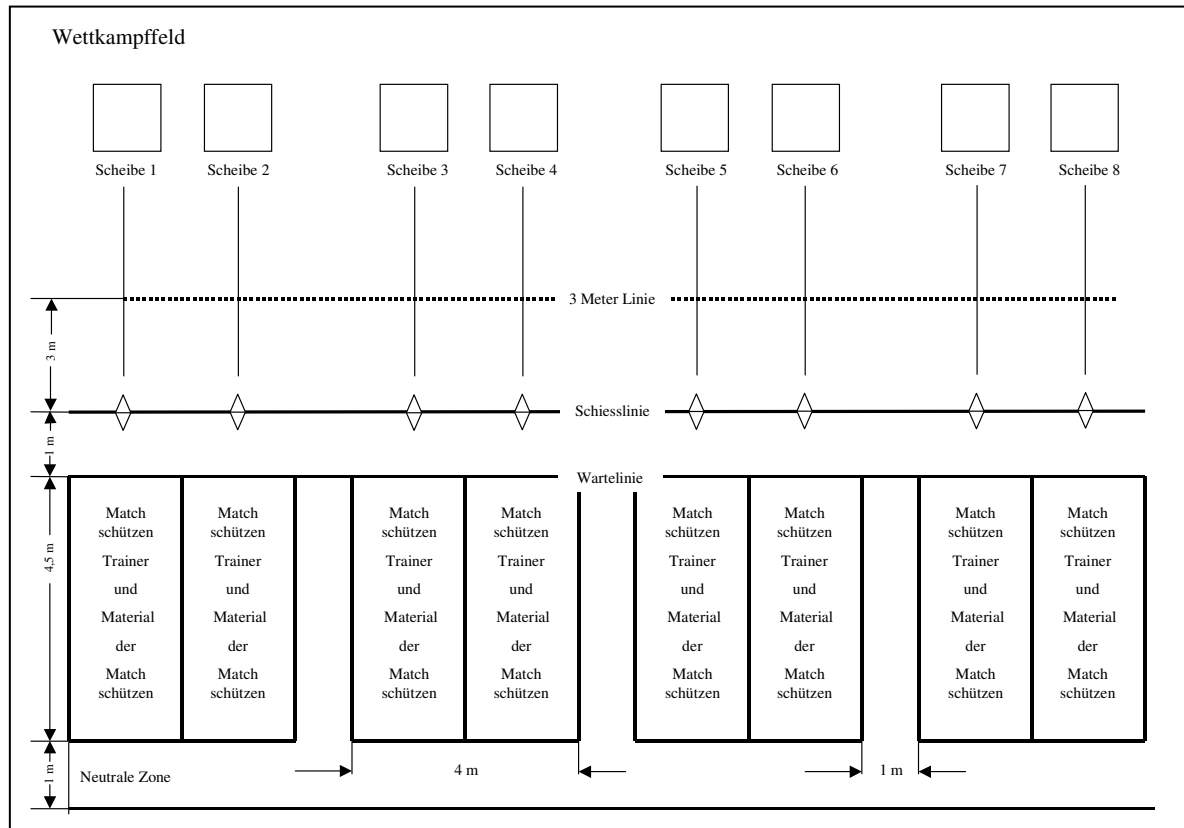 Wettkampffeld
Scheibe 1
Scheibe 2
Scheibe 3
Scheibe 4
Scheibe 5
Scheibe 6
Scheibe 7
Scheibe 8
3 Meter Linie
3 m
Schiesslinie
1 m
Wartelinie
4,5 m
Match
schützen
Trainer
und
Material
der
Match
schützen
Match
schützen
Trainer
und
Material
der
Match
schützen
Match
schützen
Trainer
und
Material
der
Match
schützen
Match
schützen
Trainer
und
Material
der
Match
schützen
Match
schützen
Trainer
und
Material
der
Match
schützen
Match
schützen
Trainer
und
Material
der
Match
schützen
Match
schützen
Trainer
und
Material
der
Match
schützen
Match
schützen
Trainer
und
Material
der
Match
schützen
1 m
Neutrale Zone
4 m
1 m